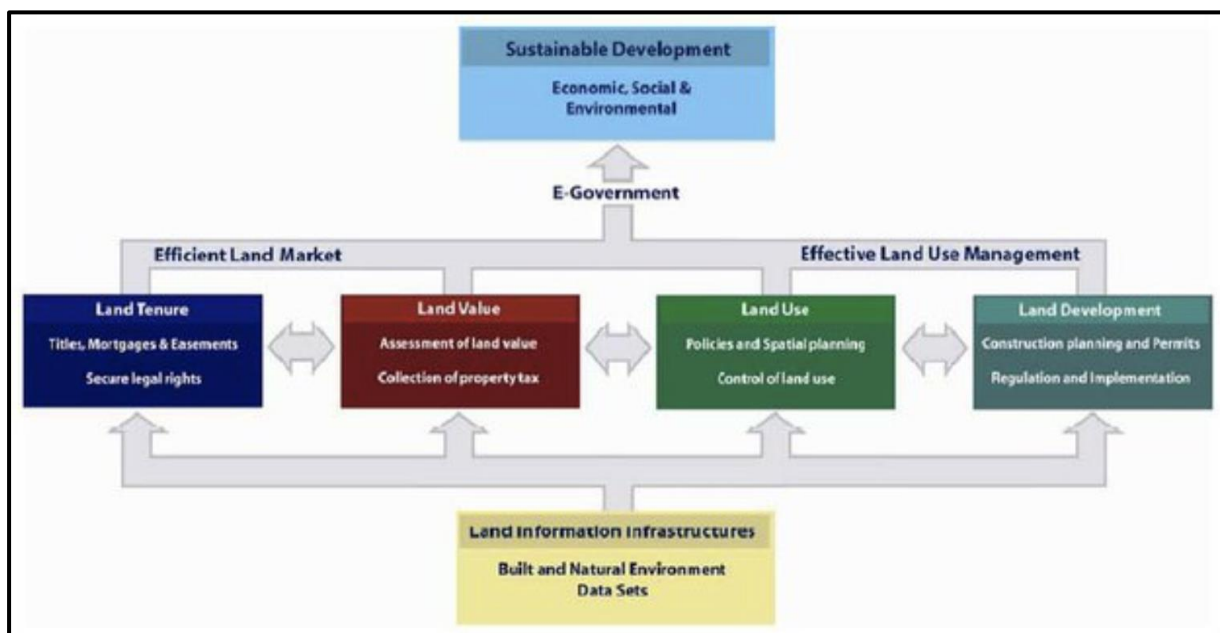 Sustainable Development
Economic, Social &
Environmental
E-Government
Efficient Land Market
Effective Land Use Management
Land Tenure
Titles, Mortgages & Easements
Secure legal rights
Land Value
Assessment of land value
Collection of property tax
Land Use
Policies and Spatial planning
Control of land use
Land Development
Construction planning and Permits
Regulation and Implementation
Land Information Infrastructures
Built and Natural Environment
Data Sets